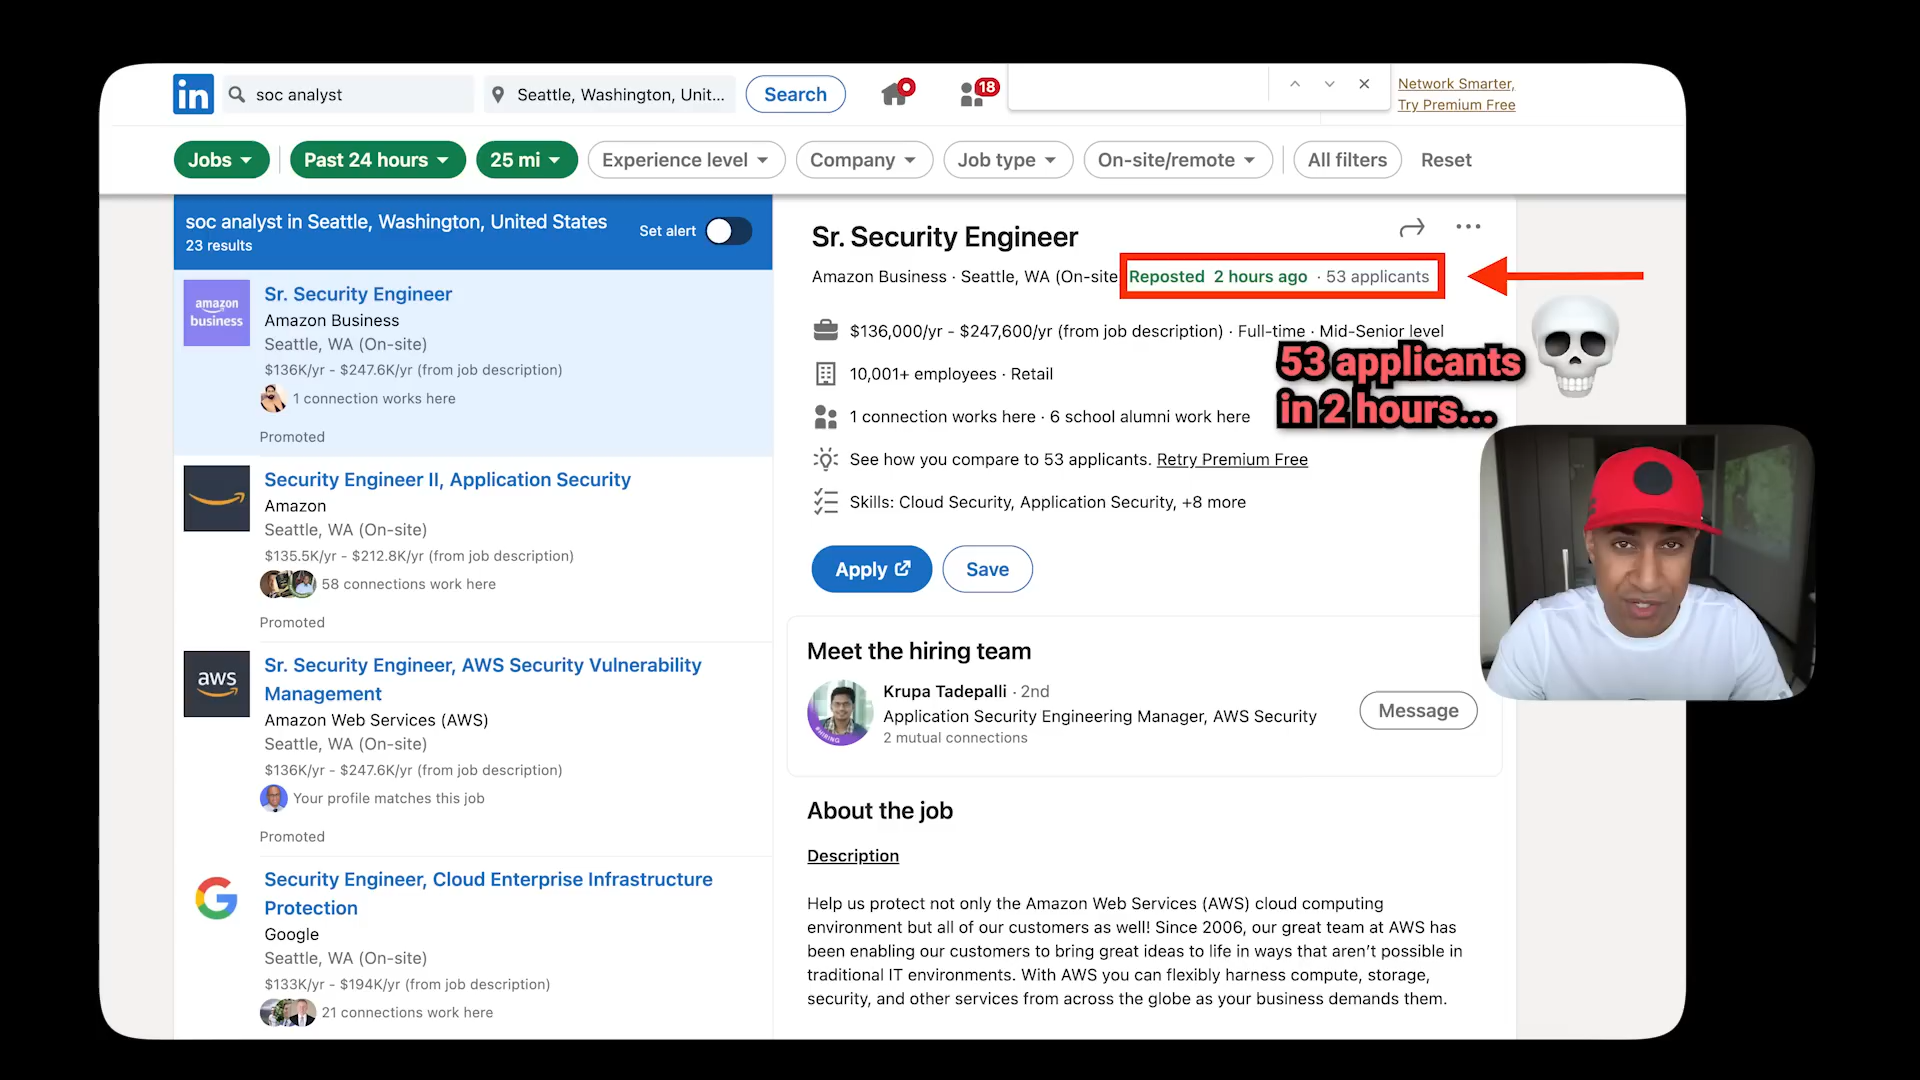 in
soc analyst
Seattle, Washington, Unit...
Search
18
Network Smarter,
Try Premium Free
Jobs
Past 24 hours
25 mi
Experience level
Company
Job type
On-site/remote
All filters
Reset
soc analyst in Seattle, Washington, United States
23 results
Set alert
amazon
business
Sr. Security Engineer
Amazon Business
Seattle, WA (On-site)
$136K/yr - $247.6K/yr (from job description)
1 connection works here
Promoted
Security Engineer II, Application Security
Amazon
Seattle, WA (On-site)
$135.5K/yr - $212.8K/yr (from job description)
58 connections work here
Promoted
aws
Sr. Security Engineer, AWS Security Vulnerability
Management
Amazon Web Services (AWS)
Seattle, WA (On-site)
$136K/yr - $247.6K/yr (from job description)
Your profile matches this job
Promoted
Security Engineer, Cloud Enterprise Infrastructure
Protection
Google
Seattle, WA (On-site)
$133K/yr - $194K/yr (from job description)
21 connections work here
Sr. Security Engineer
Amazon Business · Seattle, WA (On-site Reposted 2 hours ago · 53 applicants
$136,000/yr - $247,600/yr (from job description) · Full-time · Mid-Senior level
53 applicants
in 2 hours...
10,001+ employees · Retail
1 connection works here · 6 school alumni work here
See how you compare to 53 applicants. Retry Premium Free
Skills: Cloud Security, Application Security, +8 more
Apply
Save
Meet the hiring team
#HIRING
Krupa Tadepalli · 2nd
Application Security Engineering Manager, AWS Security
2 mutual connections
Message
About the job
Description
Help us protect not only the Amazon Web Services (AWS) cloud computing
environment but all of our customers as well! Since 2006, our great team at AWS has
been enabling our customers to bring great ideas to life in ways that aren't possible in
traditional IT environments. With AWS you can flexibly harness compute, storage,
security, and other services from across the globe as your business demands them.